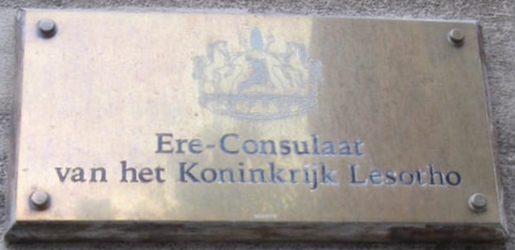 Ere-Consulaat
van het Koninkrijk Lesotho